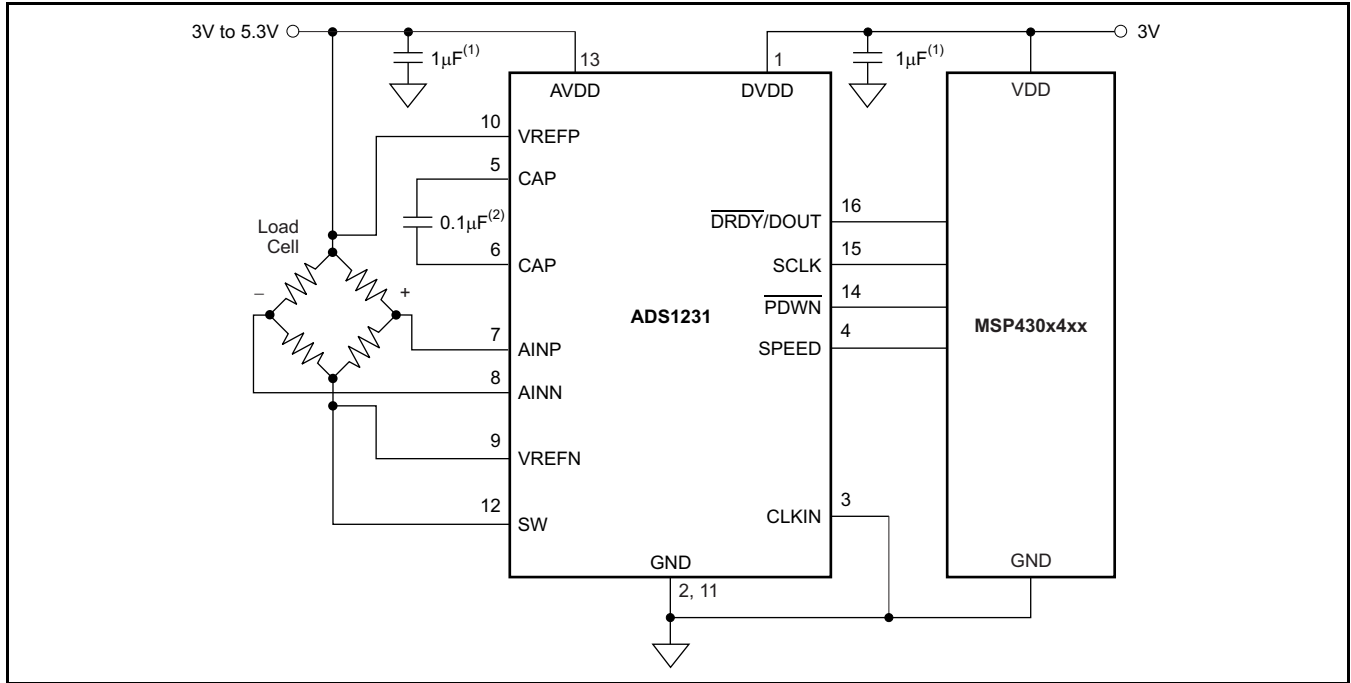 3V to 5.3V
1μF(1)
13
AVDD
1
DVDD
1μF(1)
3V
VDD
10
VREFP
5
CAP
0.1μF(2)
6
CAP
Load
Cell
–
+
7
AINP
8
AINN
9
VREFN
12
SW
ADS1231
16
DRDY/DOUT
15
SCLK
14
PDWN
4
SPEED
MSP430x4xx
3
CLKIN
GND
2, 11
GND